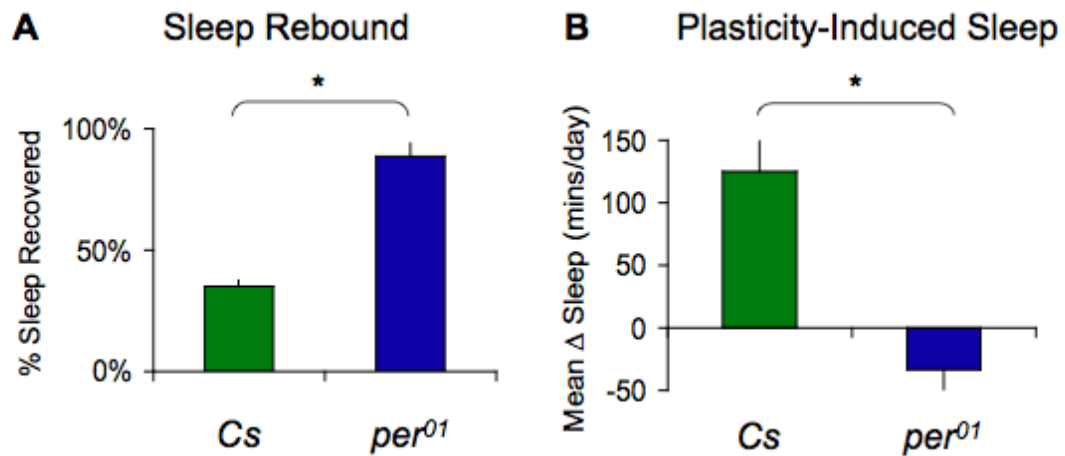 A Sleep Rebound
*
% Sleep Recovered
100%
50%
0%
Cs per⁰¹
B Plasticity-Induced Sleep
*
Mean Δ Sleep (mins/day)
150
100
50
0
-50
Cs per⁰¹